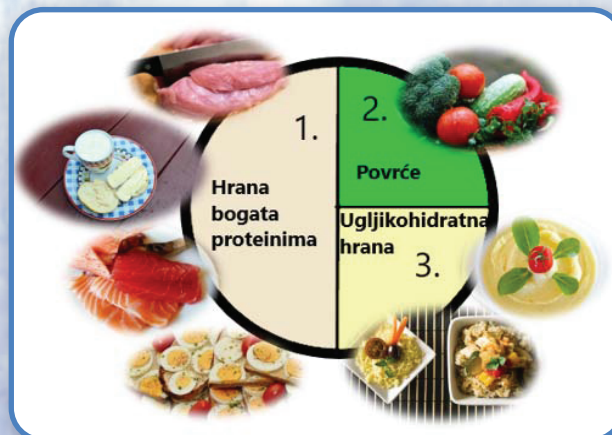 1.
Hrana
bogata
proteinima
2.
Povrće
Ugljikohidratna
hrana
3.